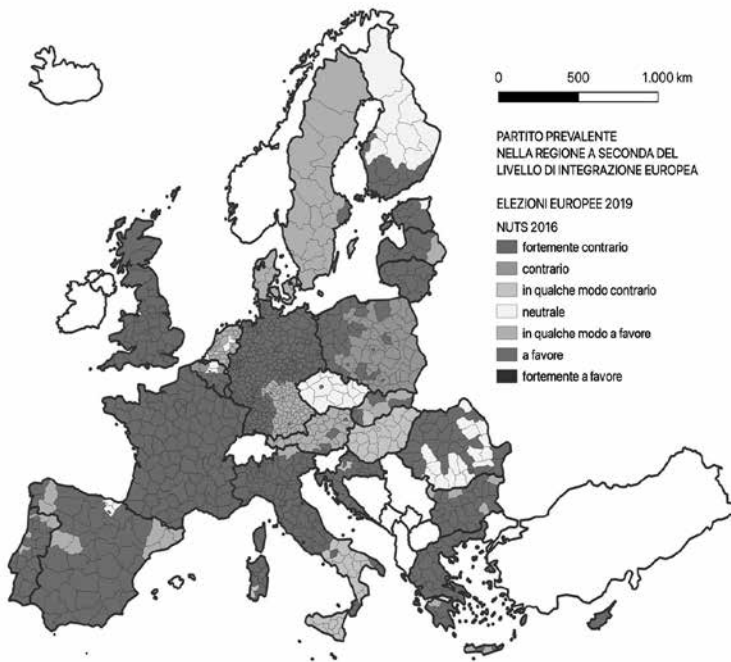 0 500 1.000 km
PARTITO PREVALENTE
NELLA REGIONE A SECONDA DEL
LIVELLO DI INTEGRAZIONE EUROPEA
ELEZIONI EUROPEE 2019
NUTS 2016
fortemente contrario
contrario
in qualche modo contrario
neutrale
in qualche modo a favore
a favore
fortemente a favore